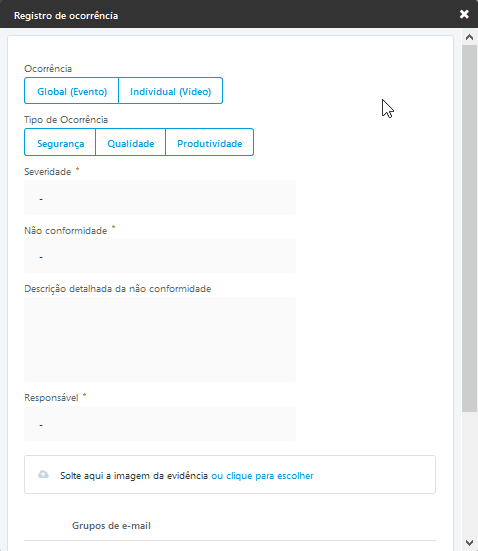 Registro de ocorrência
Ocorrência
Global (Evento) Individual (Vídeo)
Tipo de Ocorrência
Segurança Qualidade Produtividade
Severidade *
-
Não conformidade *
-
Descrição detalhada da não conformidade
Responsável *
-
Solte aqui a imagem da evidência ou clique para escolher
Grupos de e-mail